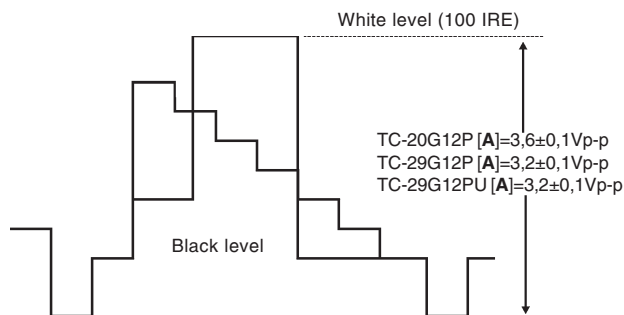 White level (100 IRE)
TC-20G12P [A]=3,6±0,1Vp-p
TC-29G12P [A]=3,2±0,1Vp-p
TC-29G12PU [A]=3,2±0,1Vp-p
Black level